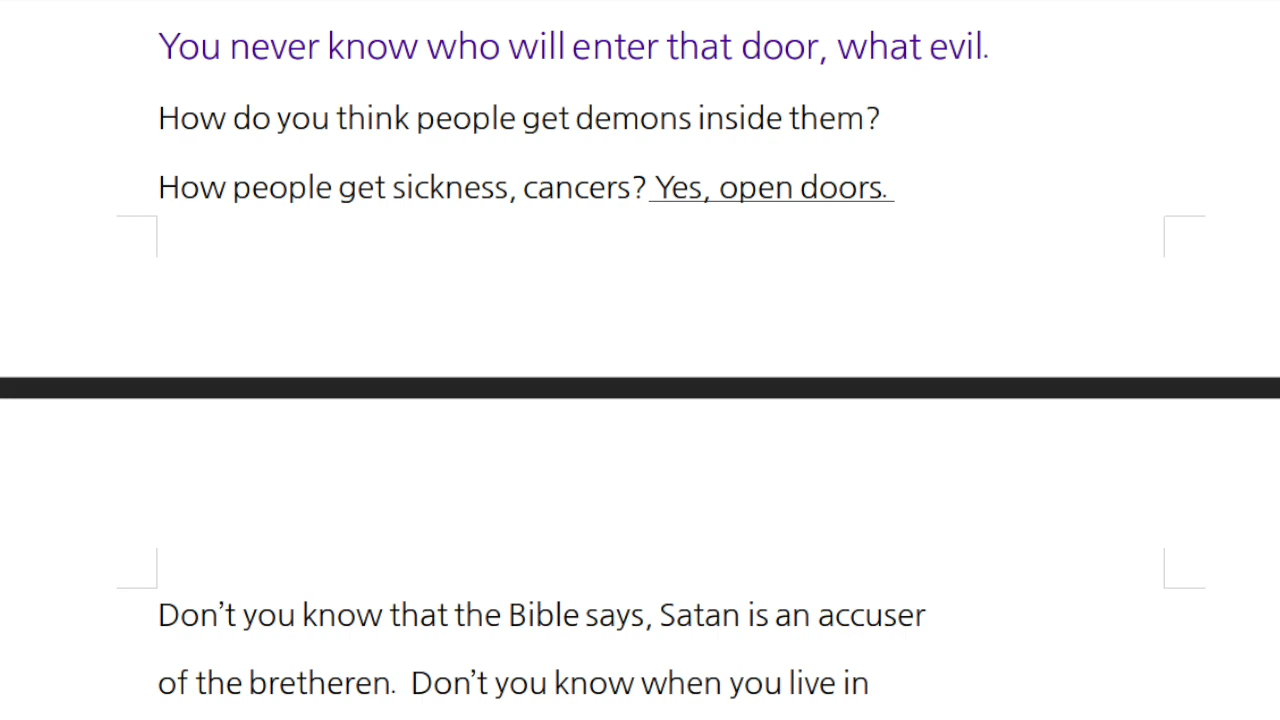 You never know who will enter that door, what evil.
How do you think people get demons inside them?
How people get sickness, cancers? Yes, open doors.
Don’t you know that the Bible says, Satan is an accuser
of the bretheren.  Don’t you know when you live in